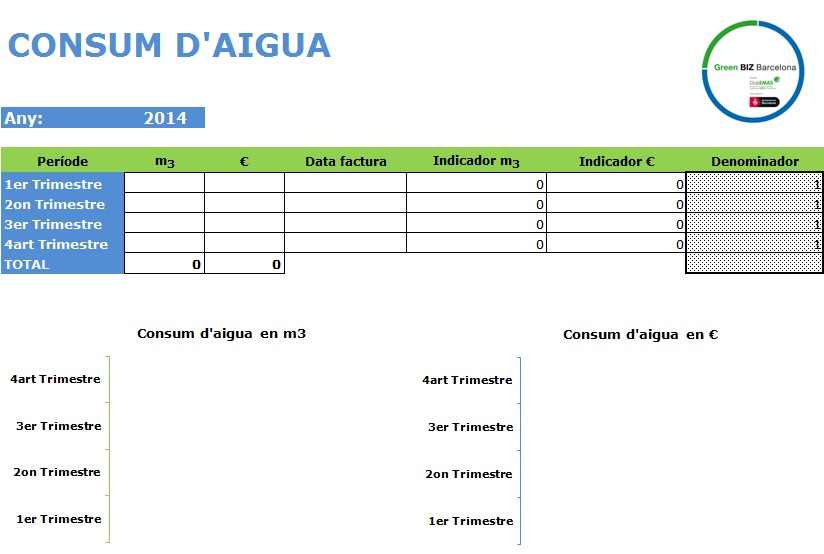 CONSUM D'AIGUA
Green BIZ Barcelona
ClubEMAS
Any: 2014
Període m3 € Data factura Indicador m3 Indicador € Denominador
1er Trimestre 0 0 1
2on Trimestre 0 0 1
3er Trimestre 0 0 1
4art Trimestre 0 0 1
TOTAL 0 0
Consum d'aigua en m3
4art Trimestre
3er Trimestre
2on Trimestre
1er Trimestre
Consum d'aigua en €
4art Trimestre
3er Trimestre
2on Trimestre
1er Trimestre